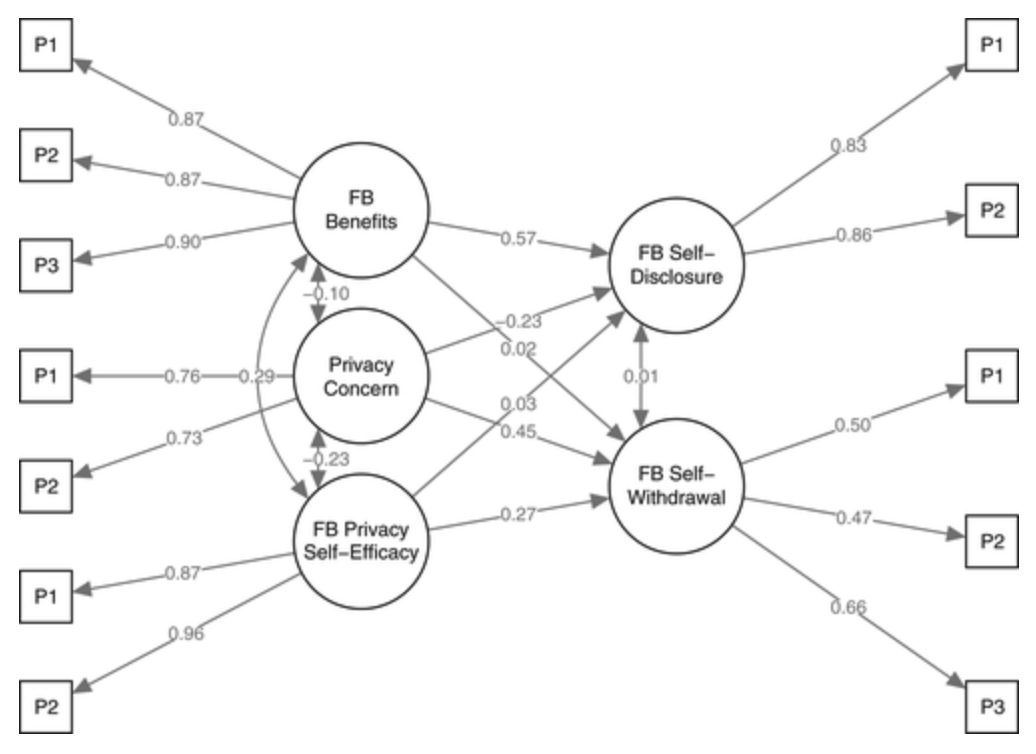 P1
P1
0.87
0.83
P2
0.87
FB
Benefits
P2
0.86
P3
0.90
0.57
FB Self–
Disclosure
–0.10
–0.23
0.02
P1
0.76
0.29
Privacy
Concern
0.01
P1
0.03
0.45
0.50
0.73
–0.23
P2
FB Self–
Withdrawal
0.27
0.47
FB Privacy
Self–Efficacy
P2
0.87
P1
0.66
0.96
P2
P3